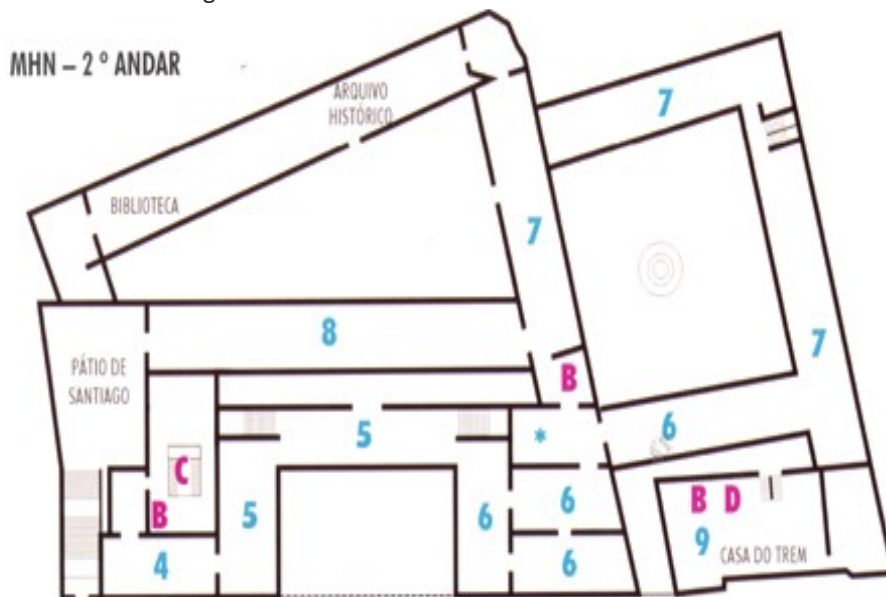 MHN – 2º ANDAR
ARQUIVO
HISTÓRICO
7
BIBLIOTECA
7
8
7
PÁTIO DE
SANTIAGO
B
5
6
*
C
5
6
6
B
B D
4
6
9
CASA DO TREM